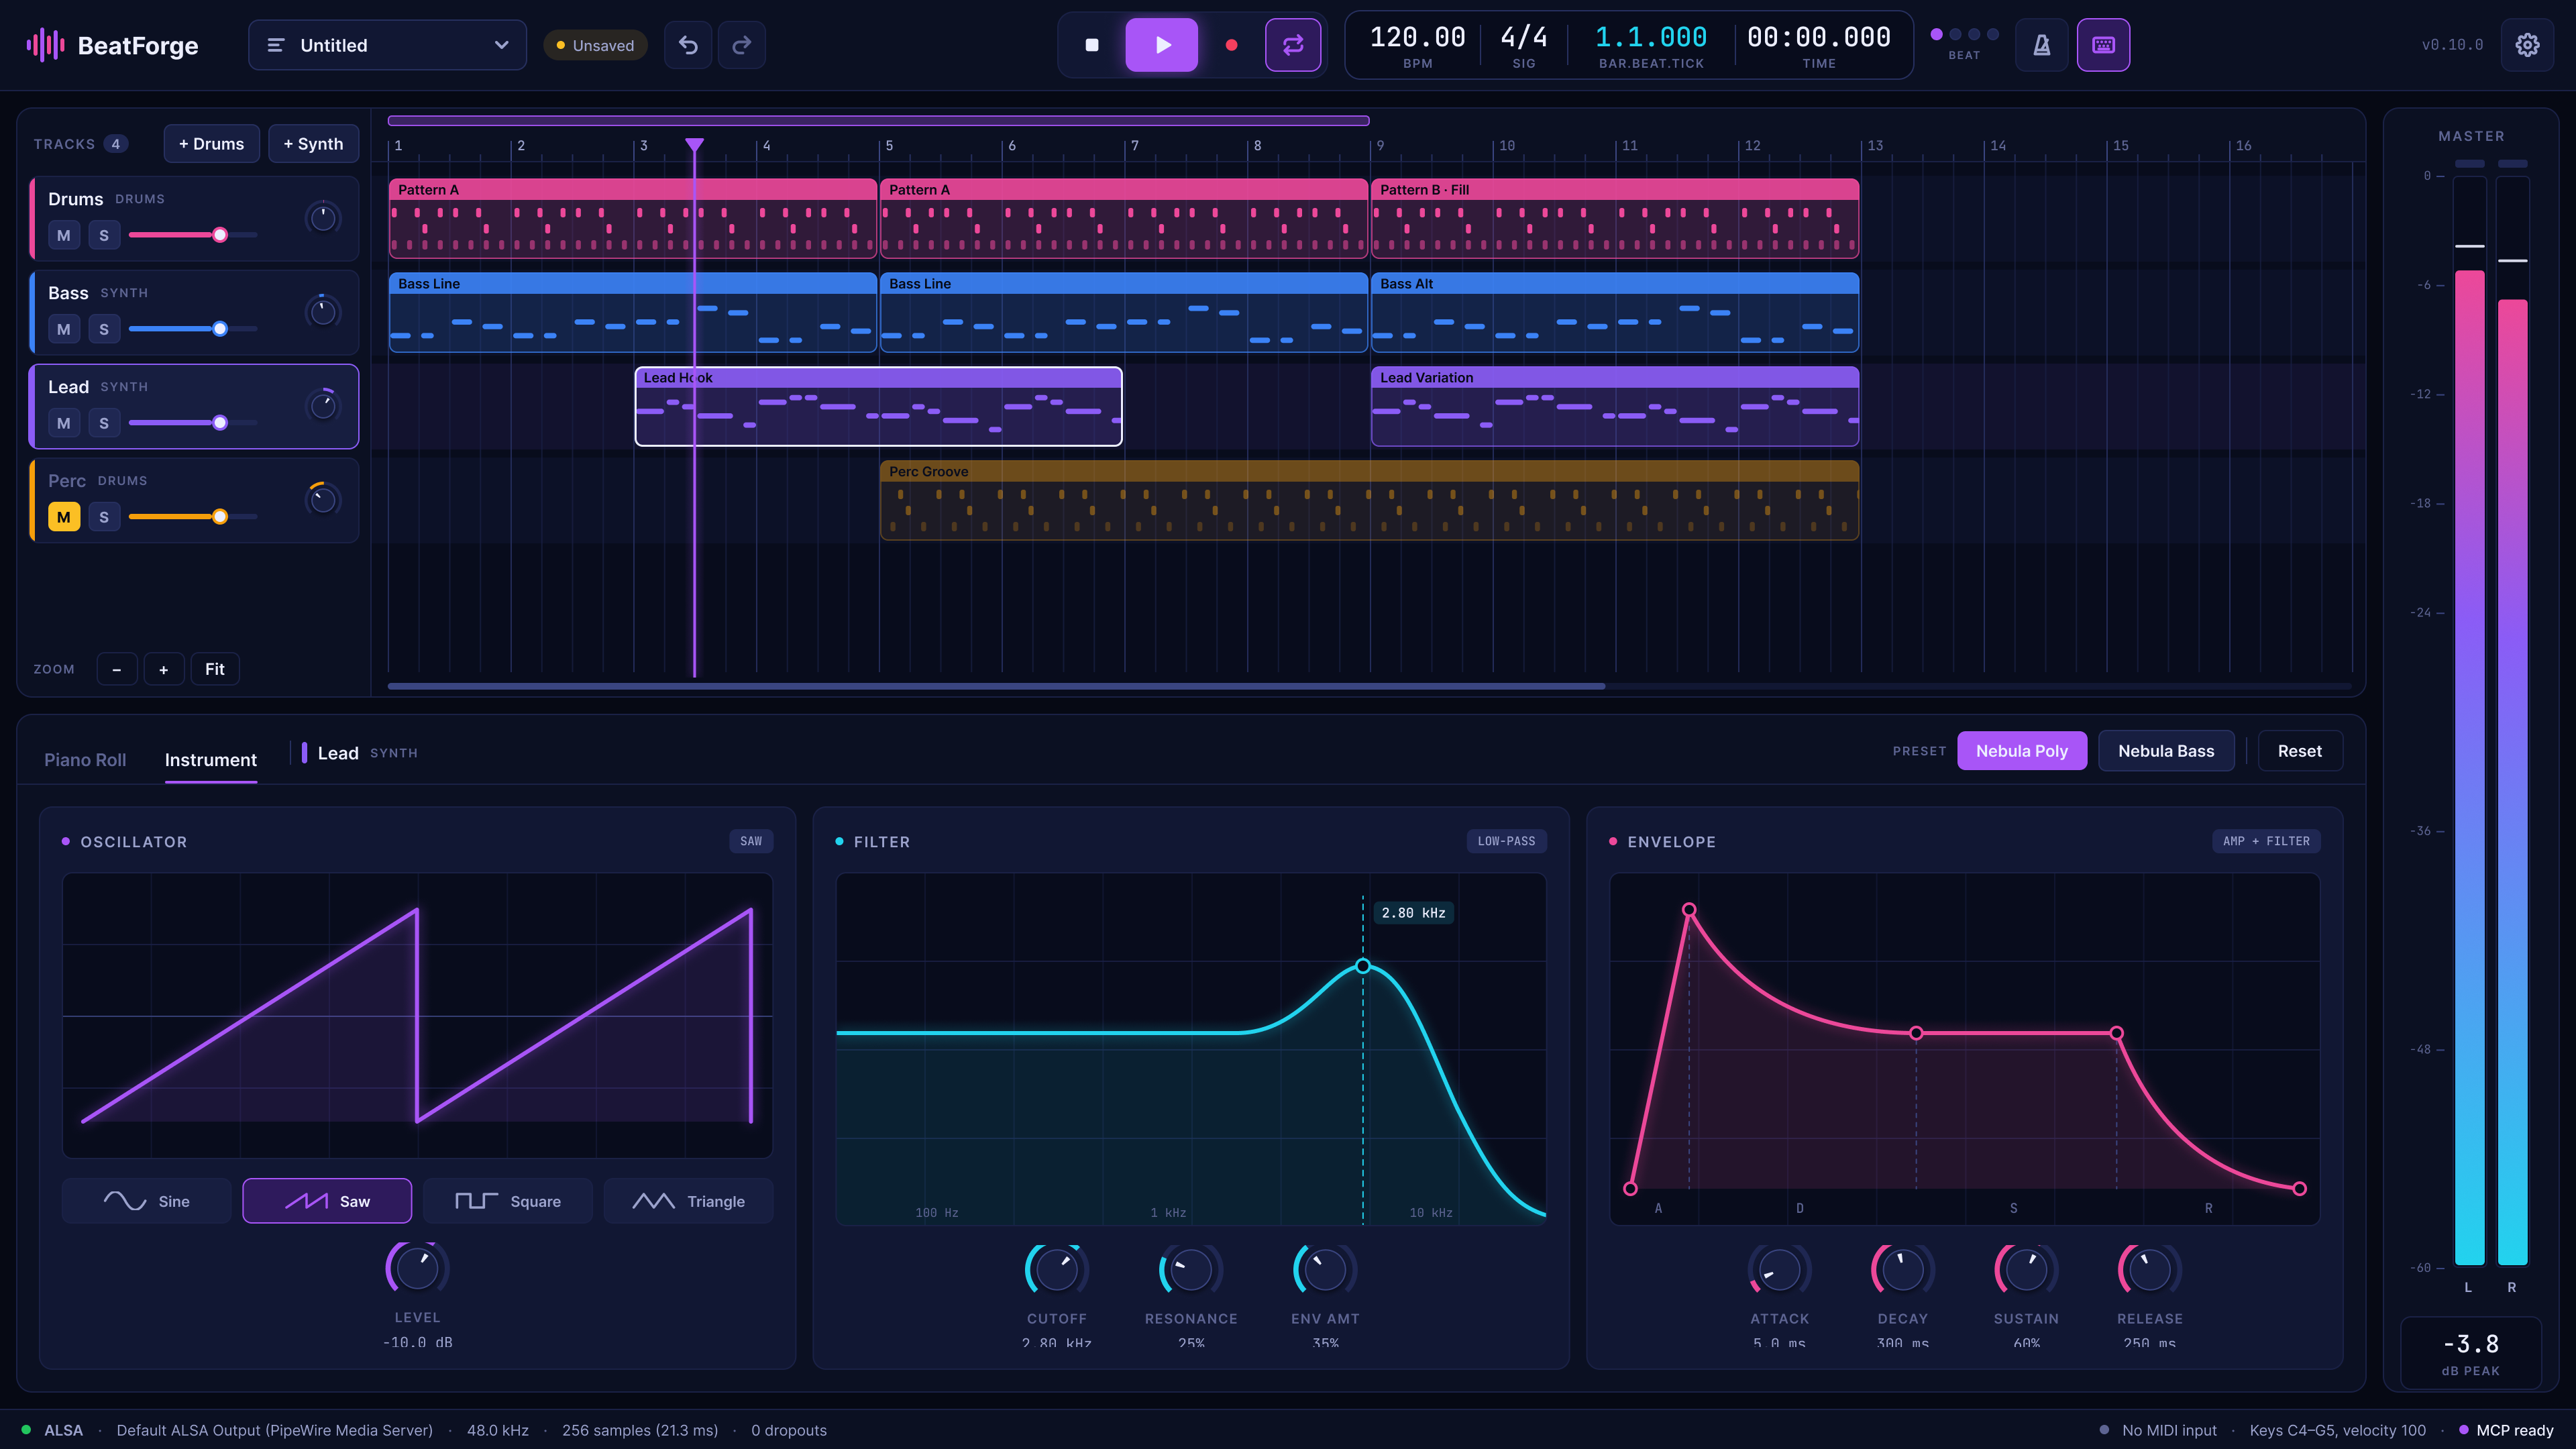 BeatForge
Untitled
Unsaved
120.00
BPM
4/4
SIG
1.1.000
BAR.BEAT.TICK
00:00.000
TIME
BEAT
v0.10.0
TRACKS 4
+ Drums
+ Synth
1 2 3 4 5 6 7 8 9 10 11 12 13 14 15 16
Drums DRUMS
M S
Pattern A
Pattern A
Pattern B · Fill
Bass SYNTH
M S
Bass Line
Bass Line
Bass Alt
Lead SYNTH
M S
Lead Hook
Lead Variation
Perc DRUMS
M S
Perc Groove
ZOOM − + Fit
MASTER
0
-6
-12
-18
-24
-36
-48
-60
L R
-3.8
dB PEAK
Piano Roll
Instrument
Lead SYNTH
PRESET
Nebula Poly
Nebula Bass
Reset
OSCILLATOR
SAW
Sine
Saw
Square
Triangle
LEVEL
-10.0 dB
FILTER
LOW-PASS
2.80 kHz
100 Hz
1 kHz
10 kHz
CUTOFF
2.80 kHz
RESONANCE
25%
ENV AMT
35%
ENVELOPE
AMP + FILTER
A D S R
ATTACK
5.0 ms
DECAY
300 ms
SUSTAIN
60%
RELEASE
250 ms
ALSA · Default ALSA Output (PipeWire Media Server) · 48.0 kHz · 256 samples (21.3 ms) · 0 dropouts
No MIDI input · Keys C4–G5, velocity 100 · MCP ready